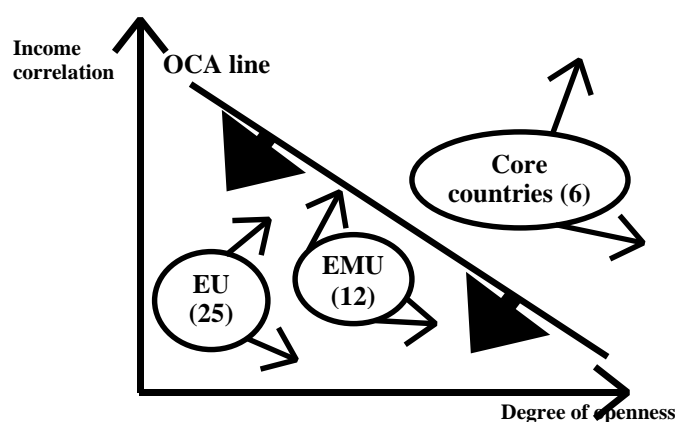 Income
correlation
OCA line
Core
countries (6)
EMU
(12)
EU
(25)
Degree of openness